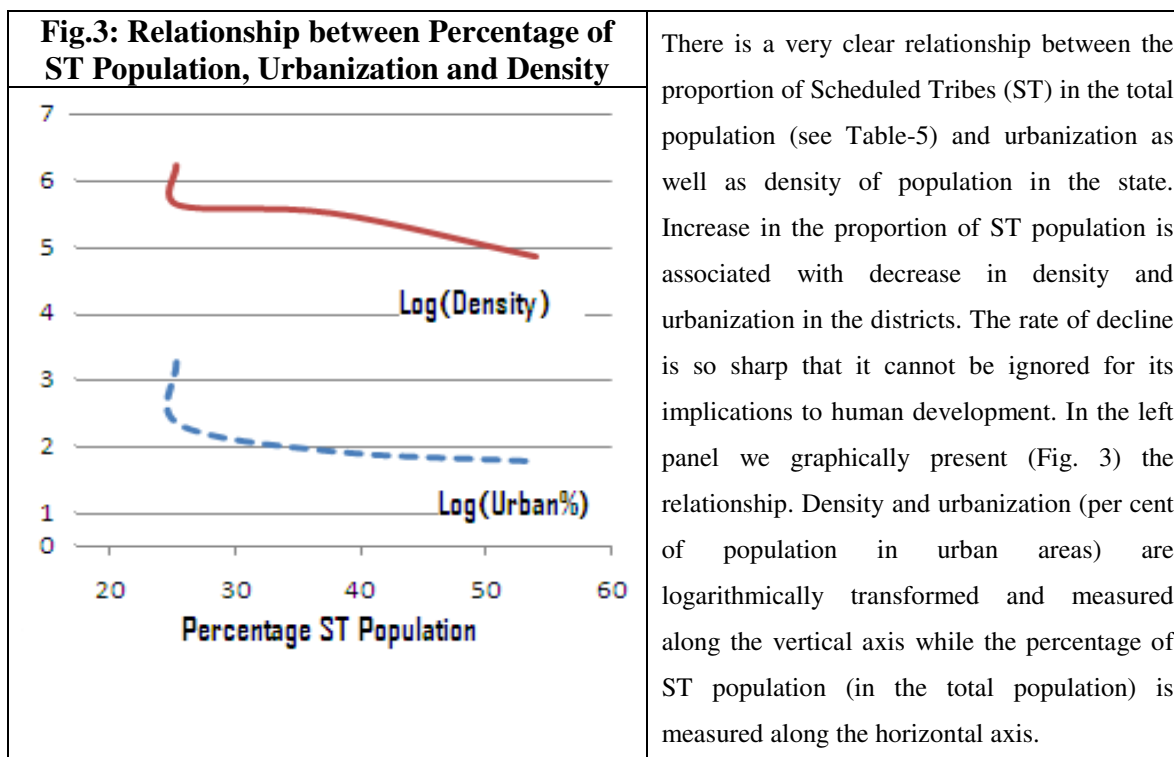 Fig.3: Relationship between Percentage of
ST Population, Urbanization and Density
7
6
5
4
3
2
1
0
Log(Density)
Log(Urban%)
20 30 40 50 60
Percentage ST Population
There is a very clear relationship between the
proportion of Scheduled Tribes (ST) in the total
population (see Table-5) and urbanization as
well as density of population in the state.
Increase in the proportion of ST population is
associated with decrease in density and
urbanization in the districts. The rate of decline
is so sharp that it cannot be ignored for its
implications to human development. In the left
panel we graphically present (Fig. 3) the
relationship. Density and urbanization (per cent
of population in urban areas) are
logarithmically transformed and measured
along the vertical axis while the percentage of
ST population (in the total population) is
measured along the horizontal axis.